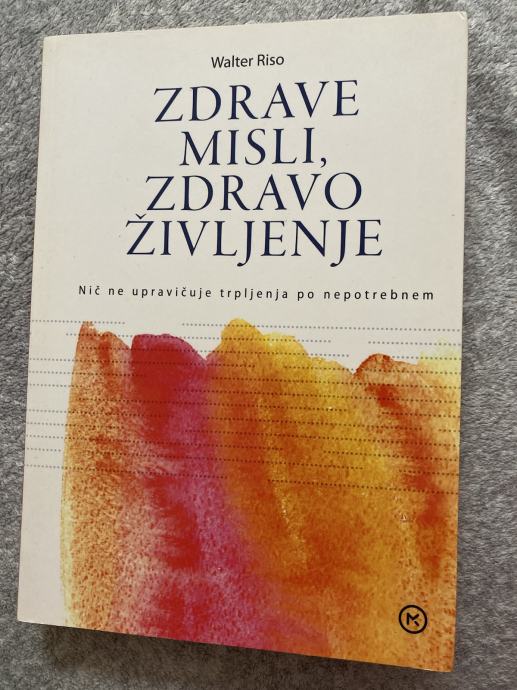 Walter Riso
ZDRAVE
MISLI,
ZDRAVO
ŽIVLJENJE
Nič ne upravičuje trpljenja po nepotrebnem